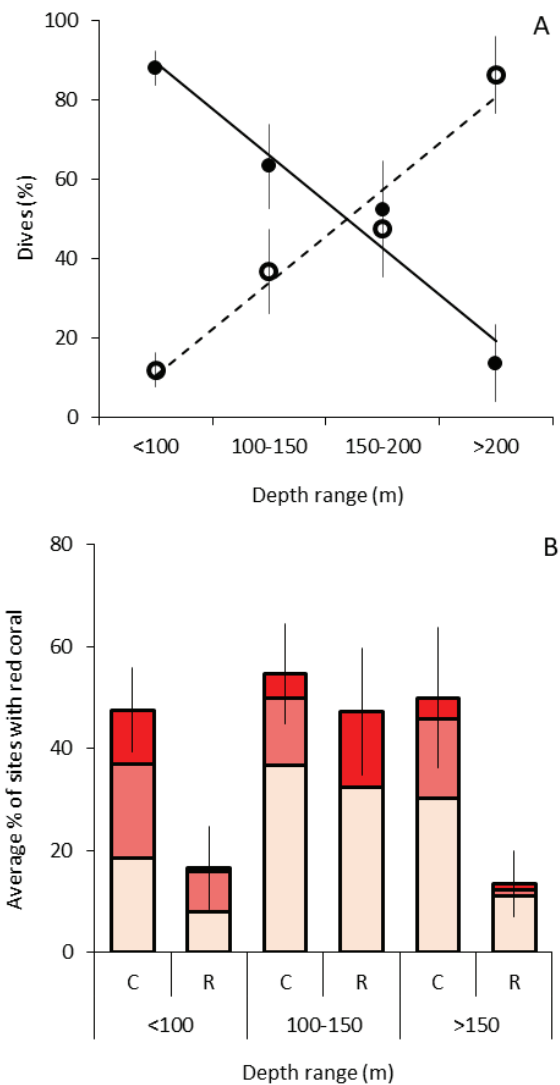 A
100
80
60
40
20
0
Dives (%)
<100 100-150 150-200 >200
Depth range (m)
B
80
60
40
20
0
Average % of sites with red coral
C R C R C R
<100 100-150 >150
Depth range (m)